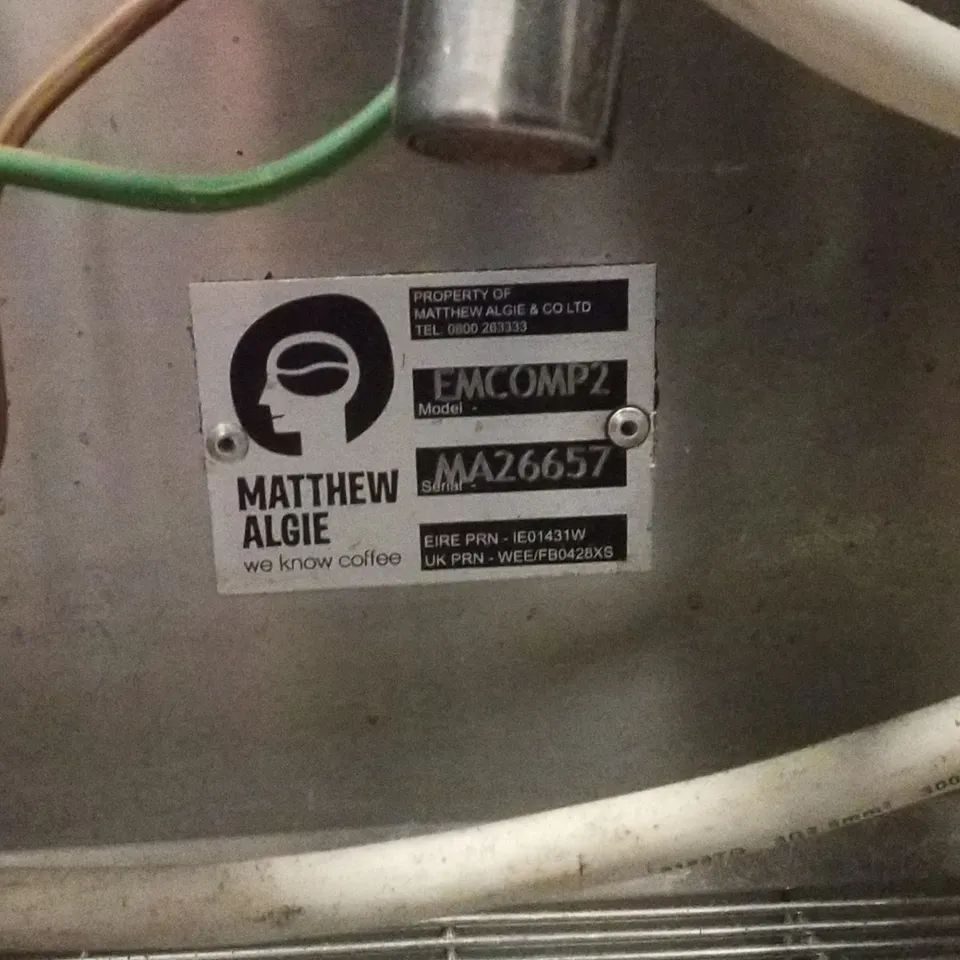 PROPERTY OF
MATTHEW ALGIE & CO LTD
TEL: 0800 263333
EMCOMP2
Model -
MA26657
Serial -
EIRE PRN - IE01431W
UK PRN - WEE/FB0428XS
MATTHEW
ALGIE
we know coffee